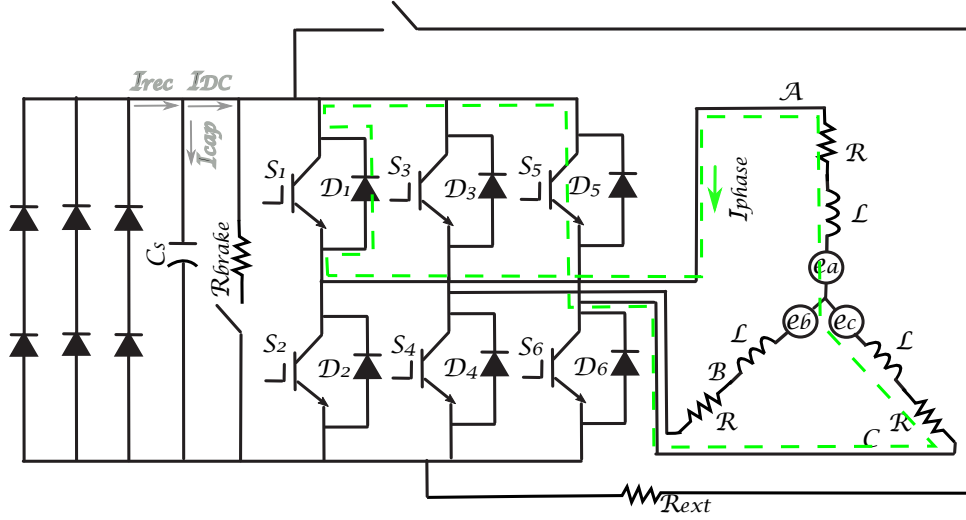 A
Irec IDC
Icap
S1
D1
S3
D3
S5
D5
Iphase
R
L
Cs
Rbrake
ea
eb
ec
L
L
S2
D2
S4
D4
S6
D6
B
R
R
C
Rext